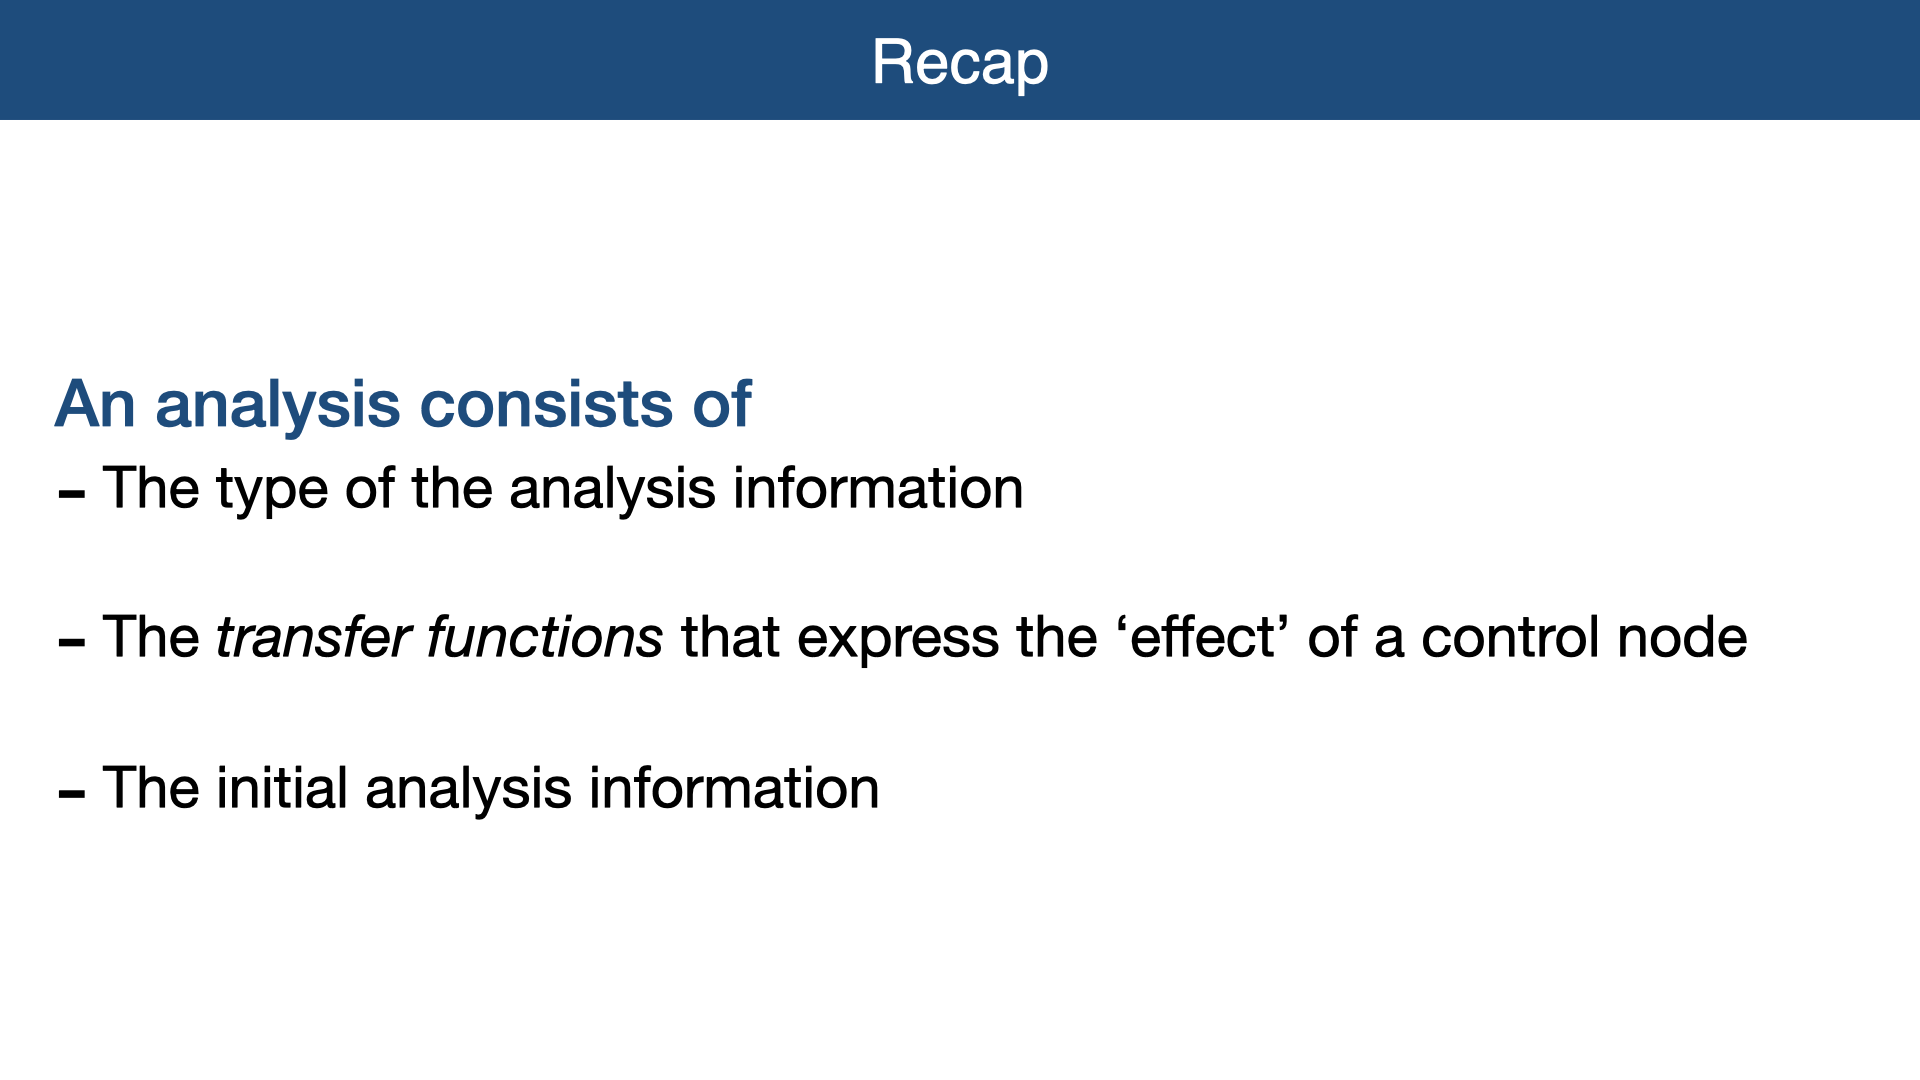 Recap
An analysis consists of
- The type of the analysis information
- The transfer functions that express the ‘effect’ of a control node
- The initial analysis information